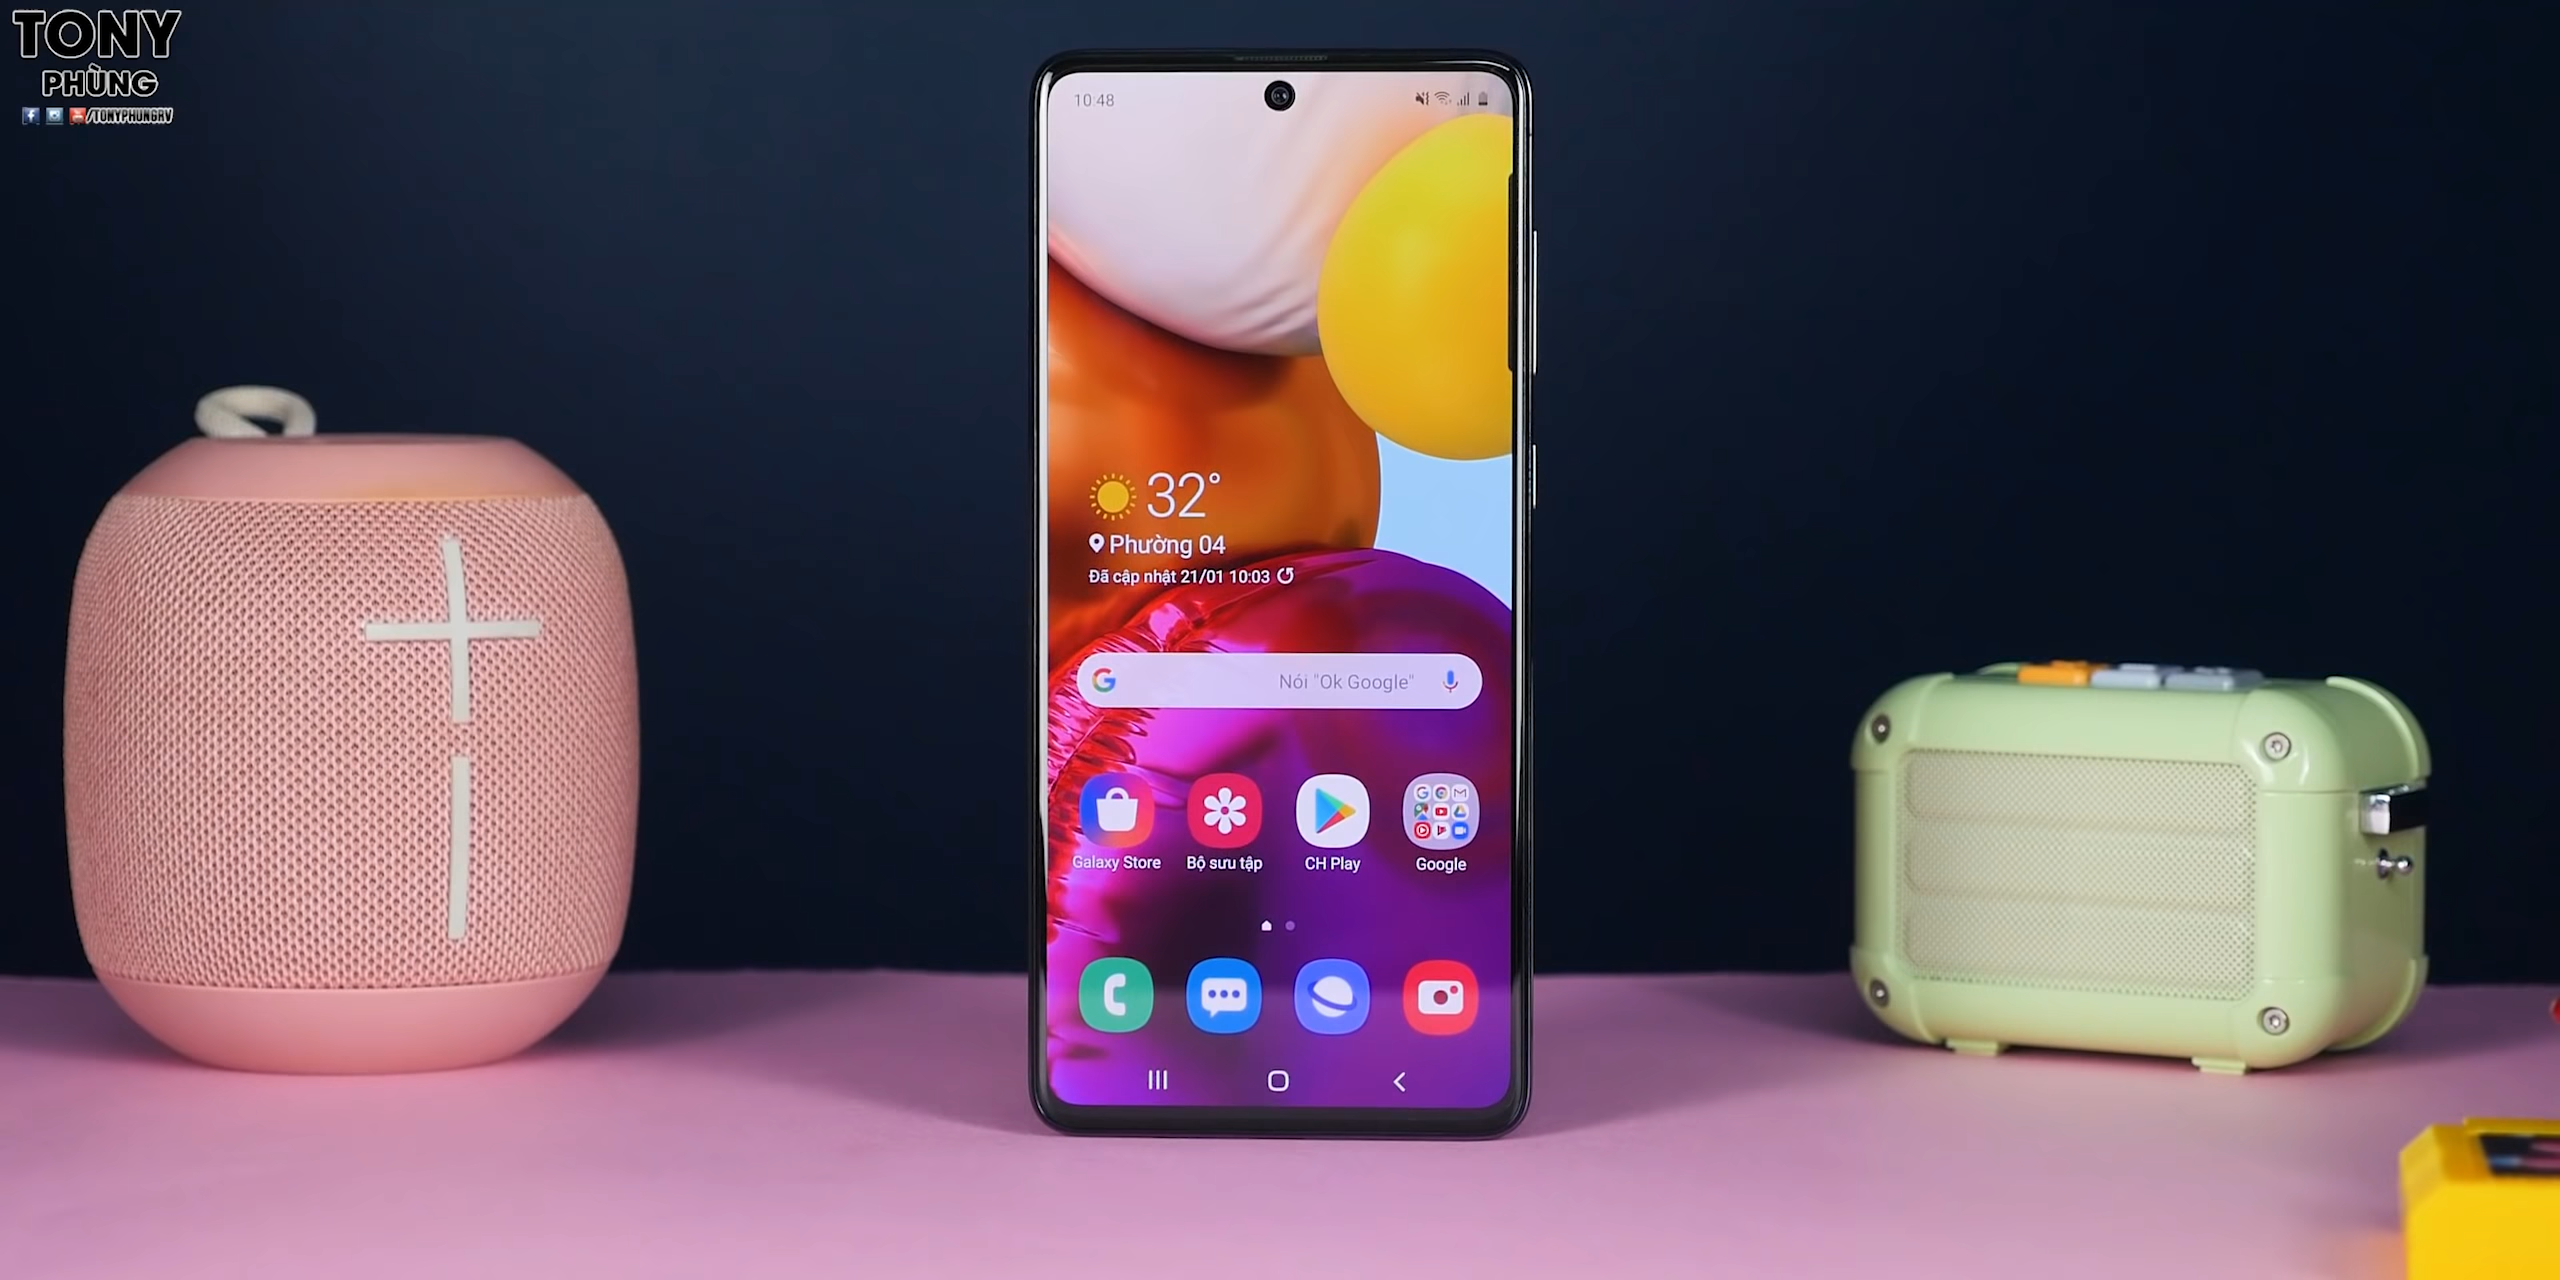 TONY
PHÙNG
/TONYPHUNGRV
10:48
32°
Phường 04
Đã cập nhật 21/01 10:03
Nói "Ok Google"
Galaxy Store Bộ sưu tập CH Play Google